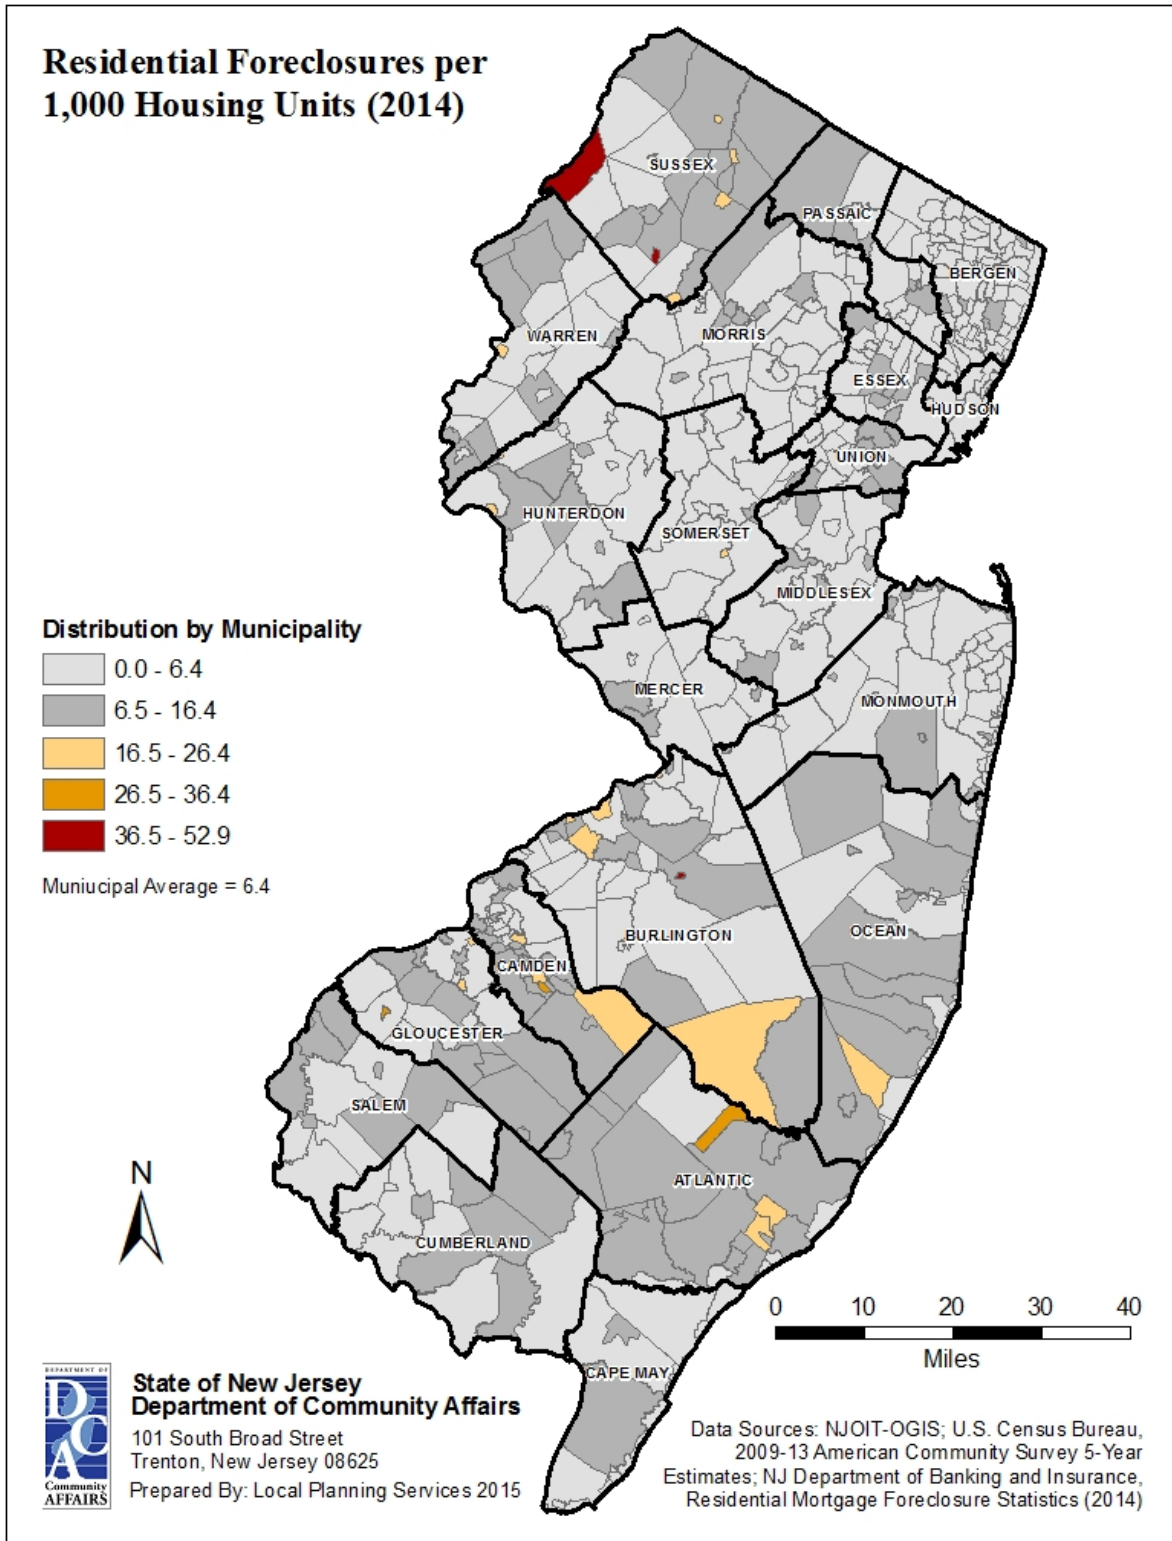 Residential Foreclosures per
1,000 Housing Units (2014)
SUSSEX
PASSAIC
BERGEN
WARREN
MORRIS
ESSEX
HUDSON
UNION
HUNTERDON
SOMERSET
MIDDLESEX
MERCER
MONMOUTH
Distribution by Municipality
0.0 - 6.4
6.5 - 16.4
16.5 - 26.4
26.5 - 36.4
36.5 - 52.9
Muniucipal Average = 6.4
BURLINGTON
OCEAN
CAMDEN
GLOUCESTER
SALEM
ATLANTIC
CUMBERLAND
CAPE MAY
N
0 10 20 30 40
Miles
DEPARTMENT OF
DCA
Community
AFFAIRS
State of New Jersey
Department of Community Affairs
101 South Broad Street
Trenton, New Jersey 08625
Prepared By: Local Planning Services 2015
Data Sources: NJOIT-OGIS; U.S. Census Bureau,
2009-13 American Community Survey 5-Year
Estimates; NJ Department of Banking and Insurance,
Residential Mortgage Foreclosure Statistics (2014)